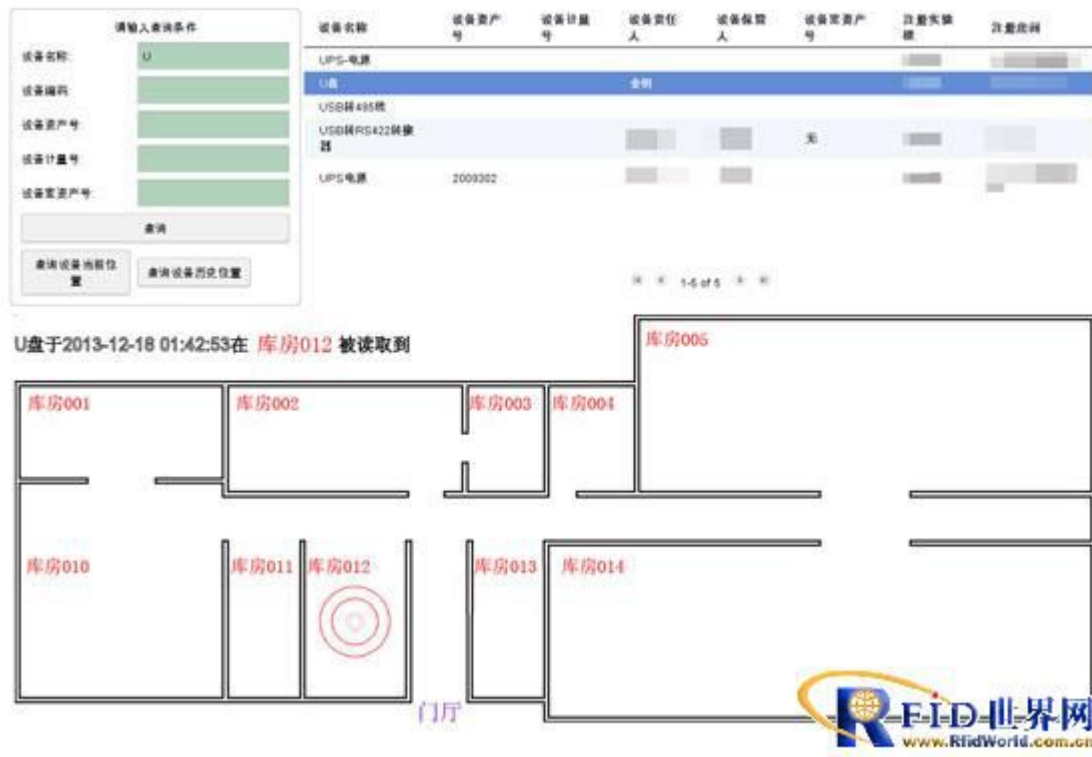 请输入查询条件
设备名称:
U
设备编码:
设备资产号:
设备计量号:
设备室资产号:
查询
查询设备当前位
置
查询设备历史位置
设备名称
设备资产
号
设备计量
号
设备责任
人
设备保管
人
设备室资产
号
注册实验
楼
注册房间
UPS-电源
U盘
USB转485线
USB转RS422转换
器
无
UPS电源
2009302
1-5 of 5
U盘于2013-12-18 01:42:53在 库房012 被读取到
库房001
库房002
库房003
库房004
库房005
库房010
库房011
库房012
库房013
库房014
门厅
RFID世界网
www.RfidWorld.com.cn